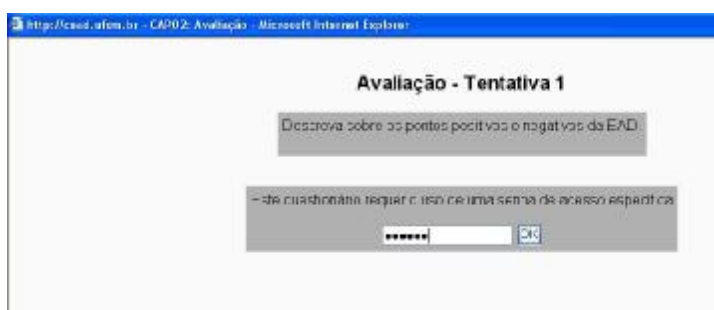 http://cead.ufsm.br - CAP02: Avaliação - Microsoft Internet Explorer
Avaliação - Tentativa 1
Descreva sobre os pontos positivos e negativos da EAD.
Este questionário requer o uso de uma senha de acesso específica
OK